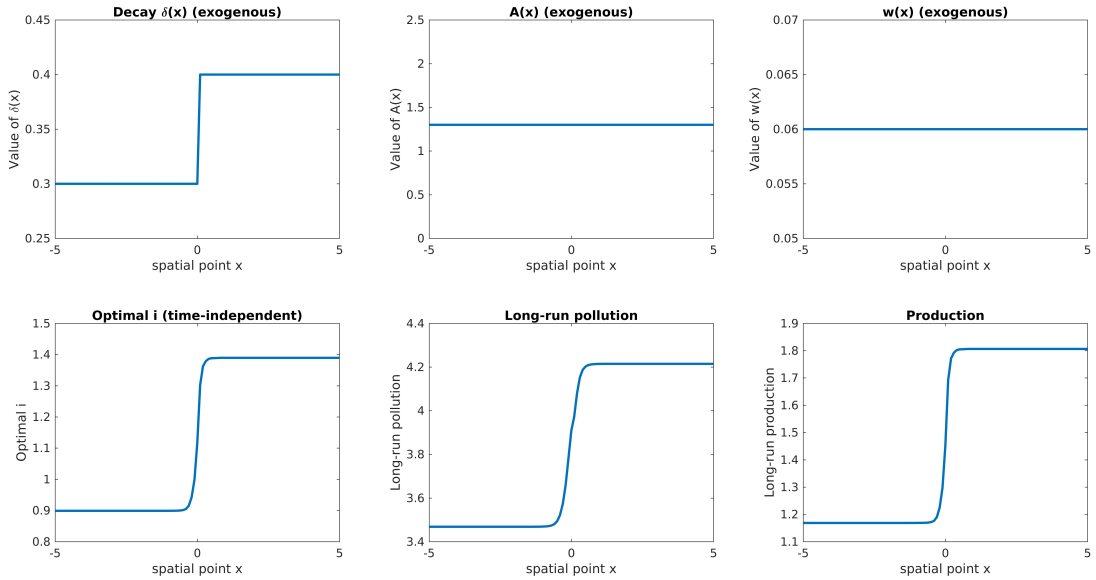 Decay δ(x) (exogenous)
A(x) (exogenous)
w(x) (exogenous)
0.45
0.4
0.35
0.3
0.25
Value of δ(x)
-5 0 5
spatial point x
2.5
2
1.5
1
0.5
0
Value of A(x)
-5 0 5
spatial point x
0.07
0.065
0.06
0.055
0.05
Value of w(x)
-5 0 5
spatial point x
Optimal i (time-independent)
Long-run pollution
Production
1.5
1.4
1.3
1.2
1.1
1
0.9
0.8
Optimal i
-5 0 5
spatial point x
4.4
4.2
4
3.8
3.6
3.4
Long-run pollution
-5 0 5
spatial point x
1.9
1.8
1.7
1.6
1.5
1.4
1.3
1.2
1.1
Long-run production
-5 0 5
spatial point x